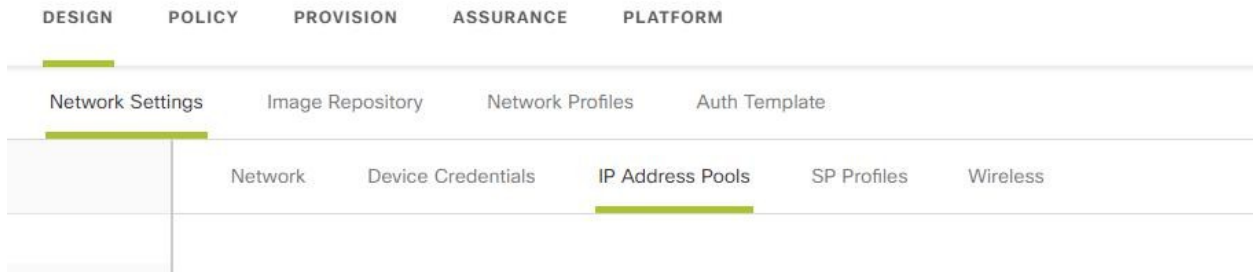 DESIGN POLICY PROVISION ASSURANCE PLATFORM
Network Settings Image Repository Network Profiles Auth Template
Network Device Credentials IP Address Pools SP Profiles Wireless